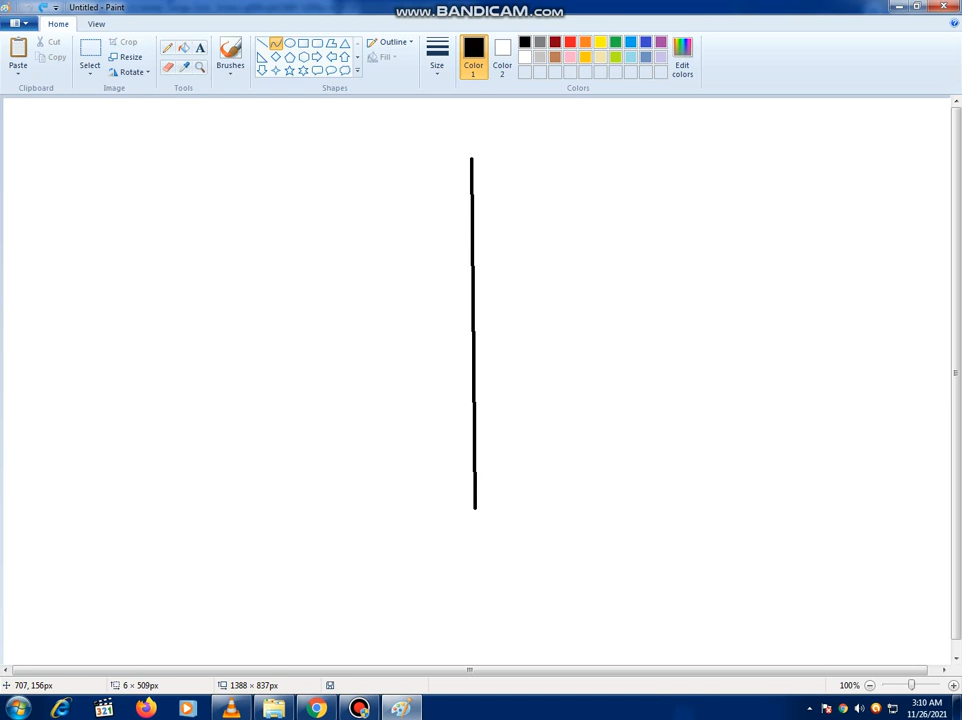 Untitled - Paint
www.BANDICAM.com
Home
View
Paste
Cut
Copy
Clipboard
Select
Crop
Resize
Rotate
Image
A
Tools
Brushes
Outline
Fill
Shapes
Size
Color 1
Color 2
Edit colors
Colors
707, 156px
6 × 509px
1388 × 837px
100%
321
3:10 AM
11/26/2021